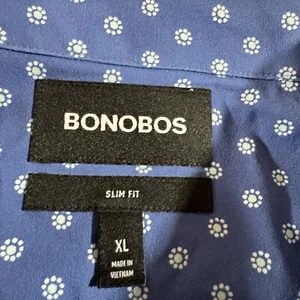 BONOBOS
SLIM FIT
XL
MADE IN
VIETNAM